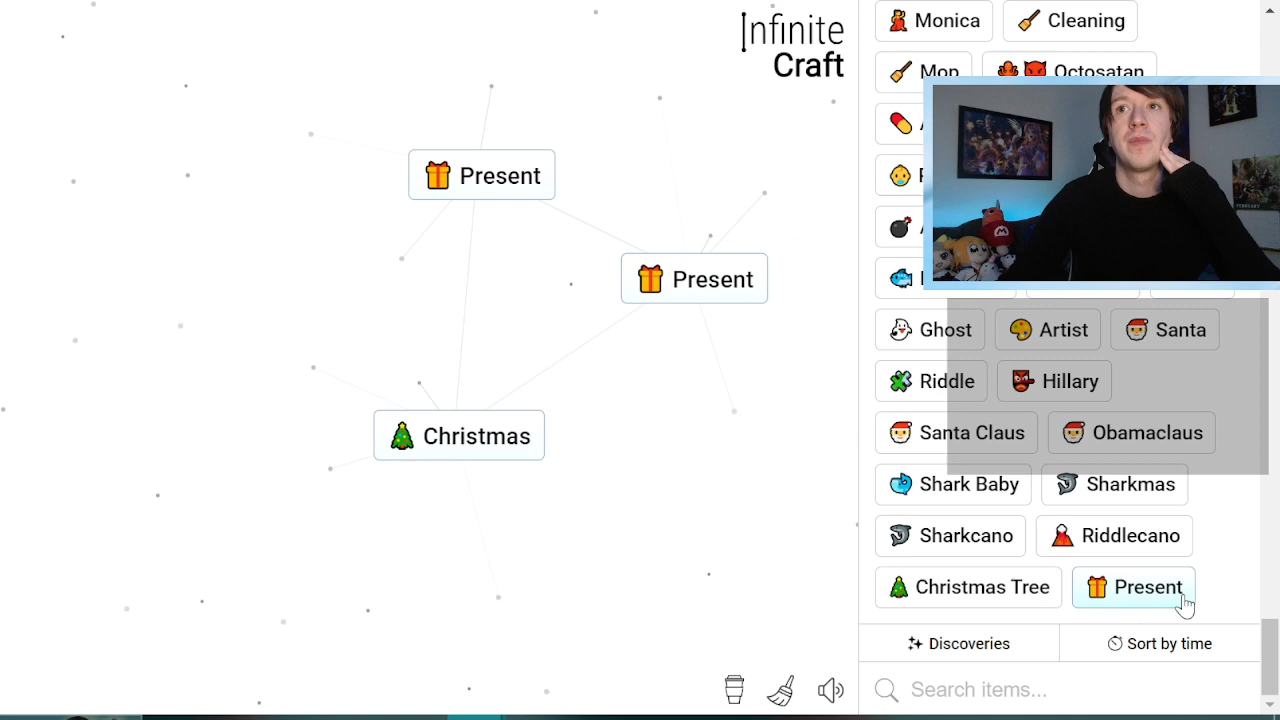 Infinite
Craft
Present
Present
Christmas
Monica
Cleaning
Mop
Octosatan
Ghost
Artist
Santa
Riddle
Hillary
Santa Claus
Obamaclaus
Shark Baby
Sharkmas
Sharkcano
Riddlecano
Christmas Tree
Present
Discoveries
Sort by time
Search items...